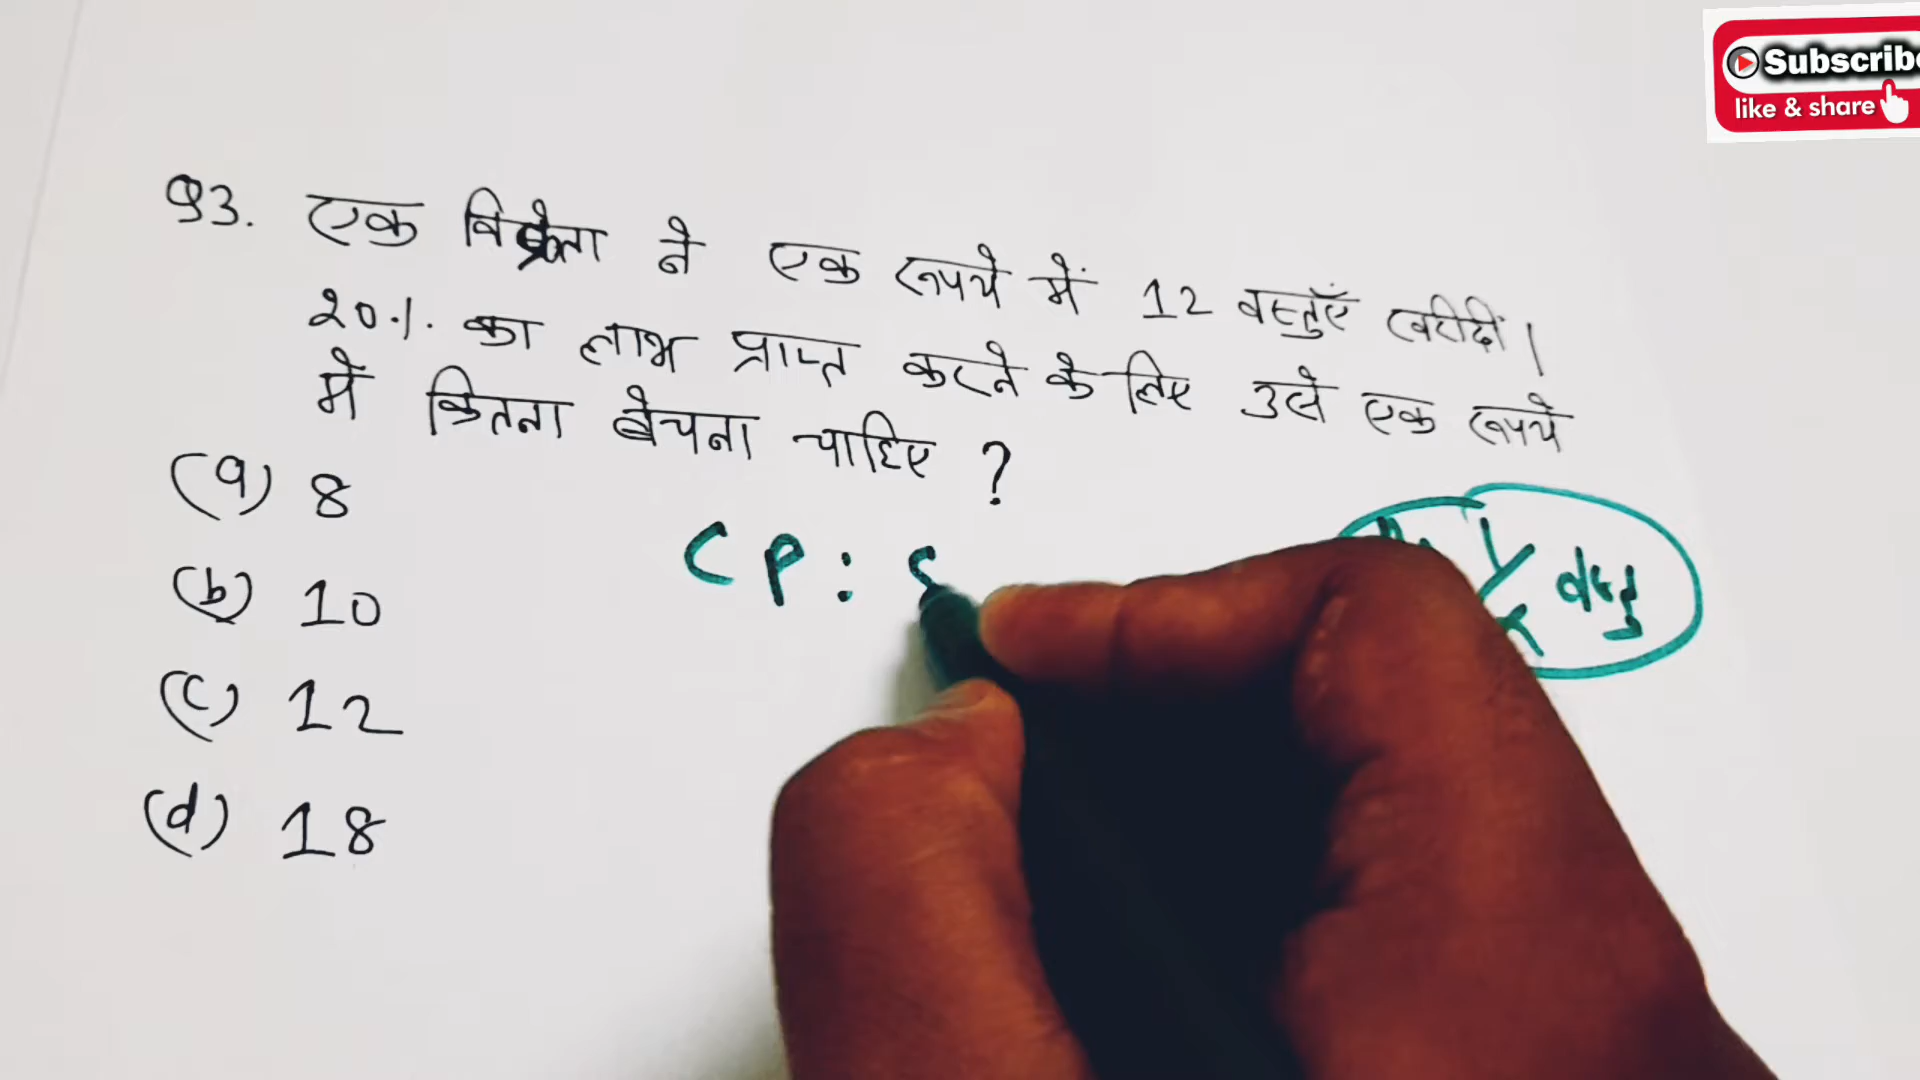 Subscribe
like & share
93. एक विक्रेता ने एक रूपये में 12 वस्तुएँ खरीदीं।
20%. का लाभ प्राप्त करने के लिए उसे एक रूपये
में कितना बेचना चाहिए ?
(a) 8
(b) 10
(c) 12
(d) 18
CP : S